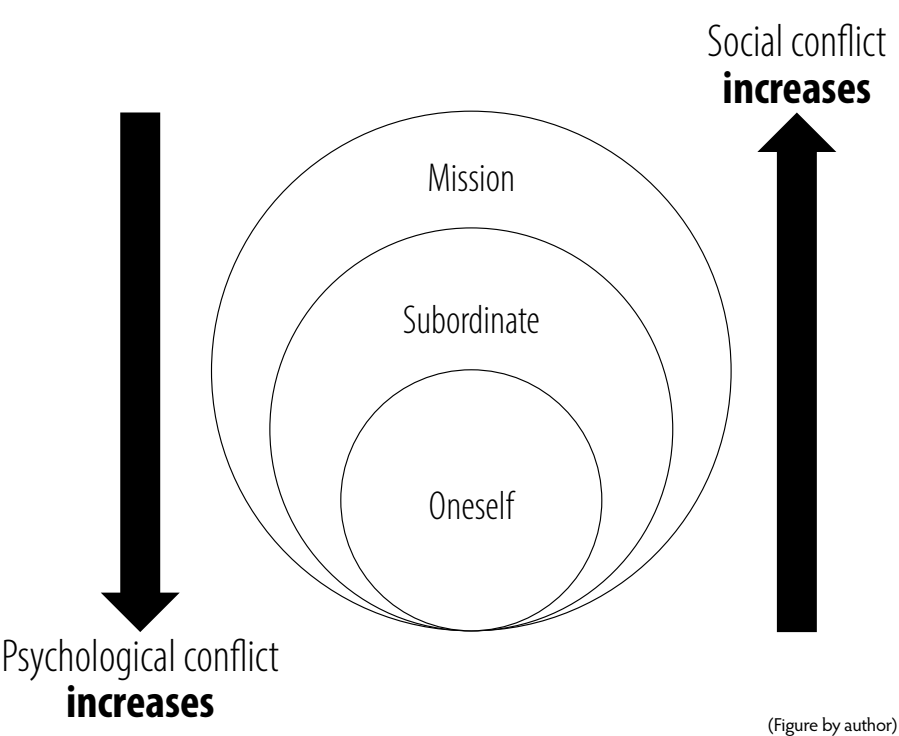 Social conflict
increases
Mission
Subordinate
Oneself
Psychological conflict
increases
(Figure by author)